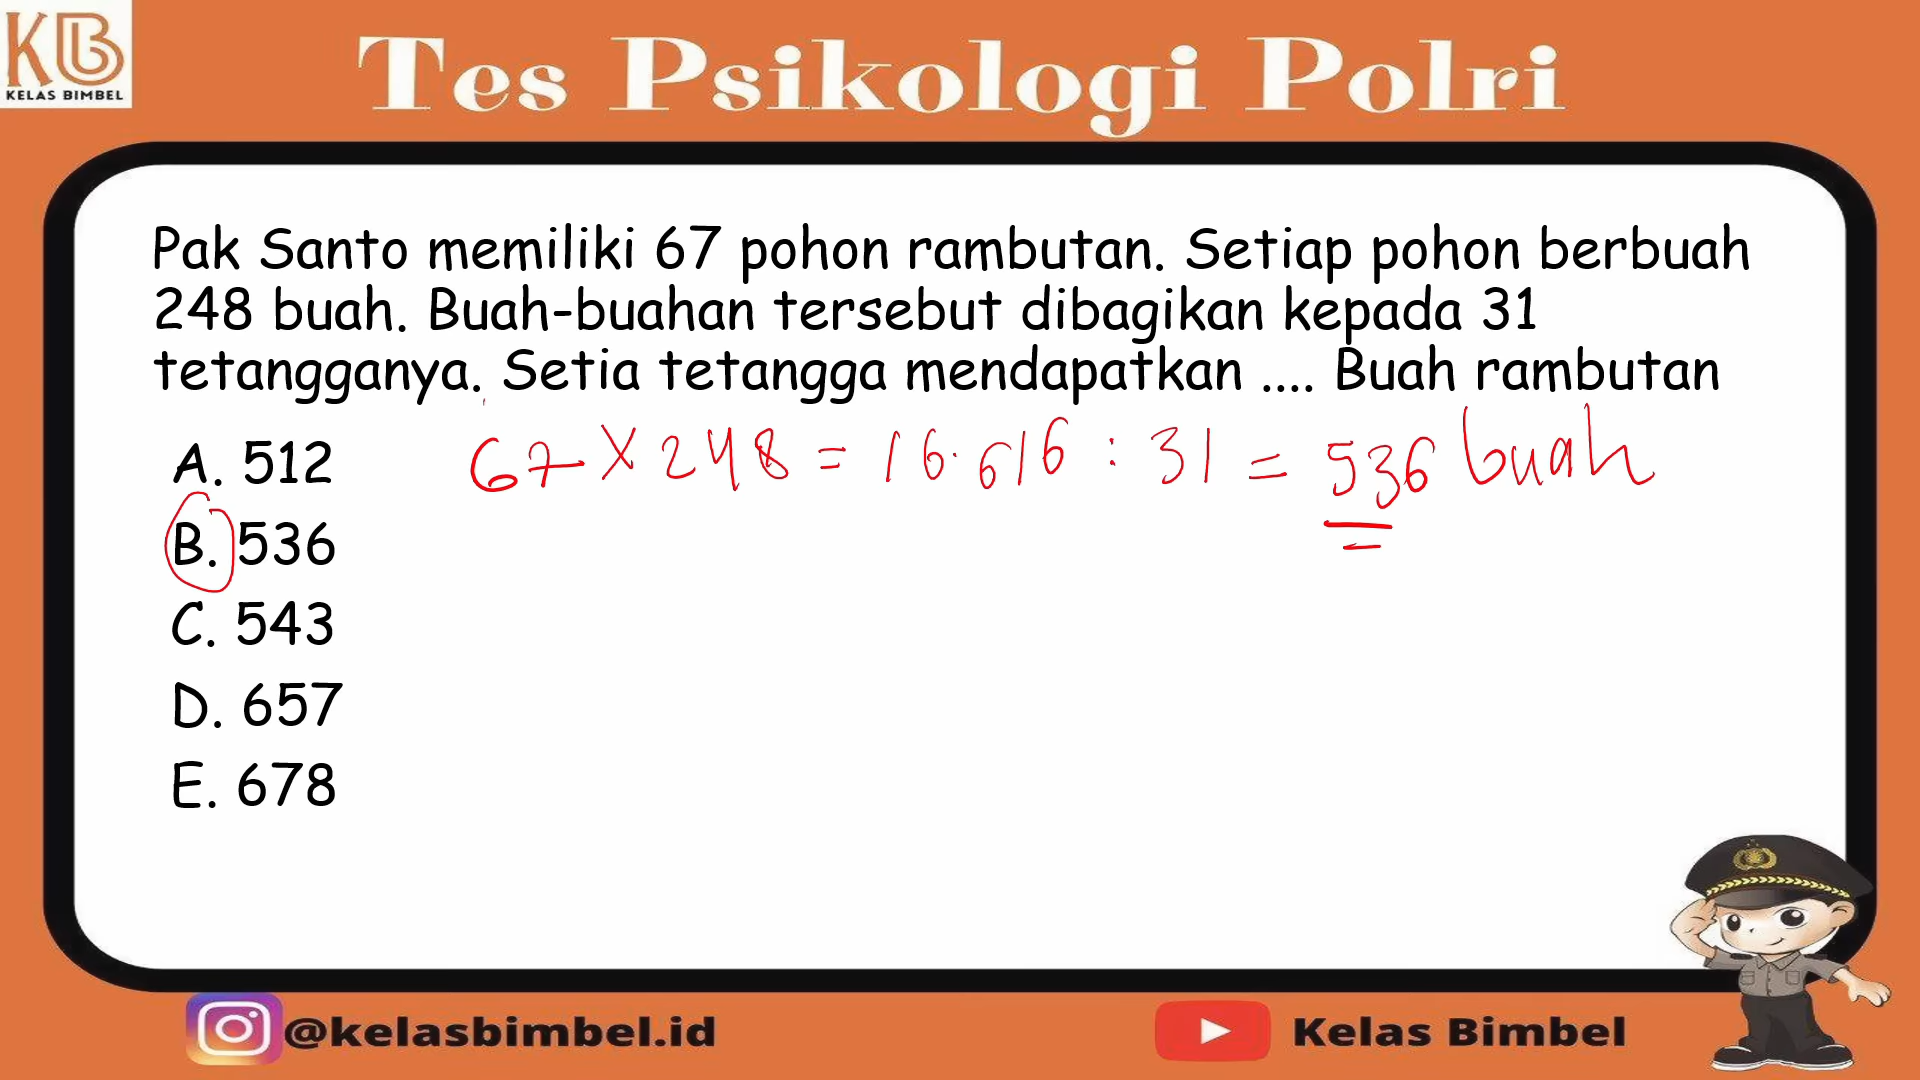 KB
KELAS BIMBEL
Tes Psikologi Polri
Pak Santo memiliki 67 pohon rambutan. Setiap pohon berbuah
248 buah. Buah-buahan tersebut dibagikan kepada 31
tetangganya. Setia tetangga mendapatkan .... Buah rambutan
A. 512
67 x 248 = 16.616 : 31 = 536 buah
B. 536
C. 543
D. 657
E. 678
@kelasbimbel.id
Kelas Bimbel